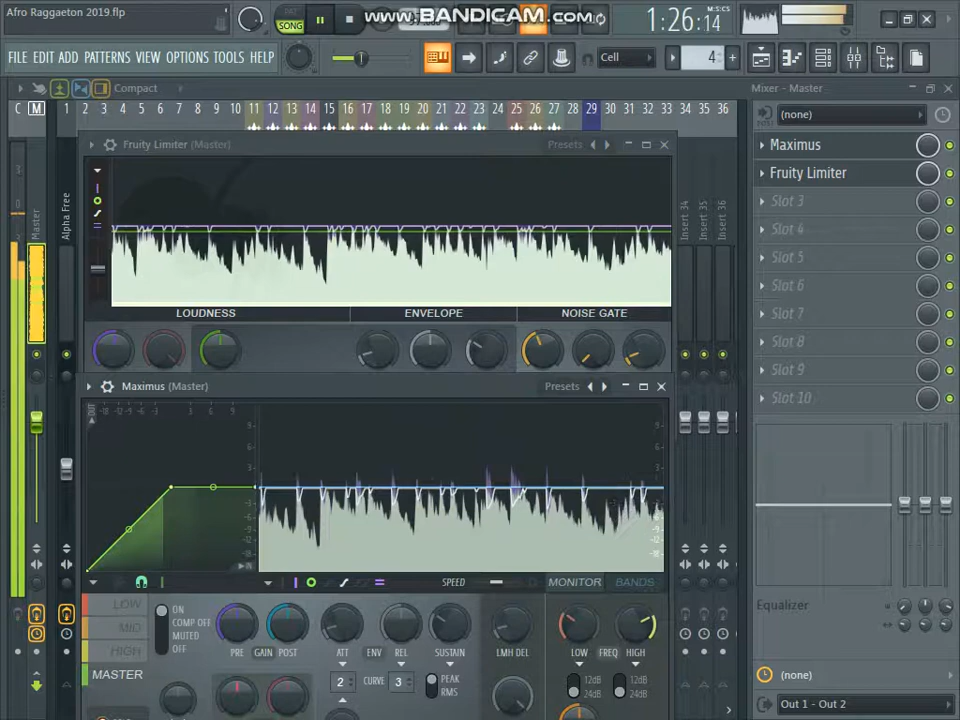 Afro Raggaeton 2019.flp
SONG
WWW.BANDICAM.COM
1:26:14
M:S:CS
FILE EDIT ADD PATTERNS VIEW OPTIONS TOOLS HELP
Cell
4
Compact
Mixer - Master
C M 1 2 3 4 5 6 7 8 9 10 11 12 13 14 15 16 17 18 19 20 21 22 23 24 25 26 27 28 29 30 31 32 33 34 35 36
(none)
Master
Alpha Free
Insert 34
Insert 35
Insert 36
Fruity Limiter (Master)
Presets
Maximus
Fruity Limiter
Slot 3
Slot 4
Slot 5
Slot 6
Slot 7
Slot 8
Slot 9
Slot 10
LOUDNESS
ENVELOPE
NOISE GATE
Maximus (Master)
Presets
SPEED
MONITOR
BANDS
LOW
MID
HIGH
MASTER
ON
COMP OFF
MUTED
OFF
PRE
GAIN
POST
ATT
ENV
REL
SUSTAIN
LMH DEL
LOW
FREQ
HIGH
2
CURVE
3
PEAK
RMS
12dB
24dB
12dB
24dB
Equalizer
(none)
Out 1 - Out 2